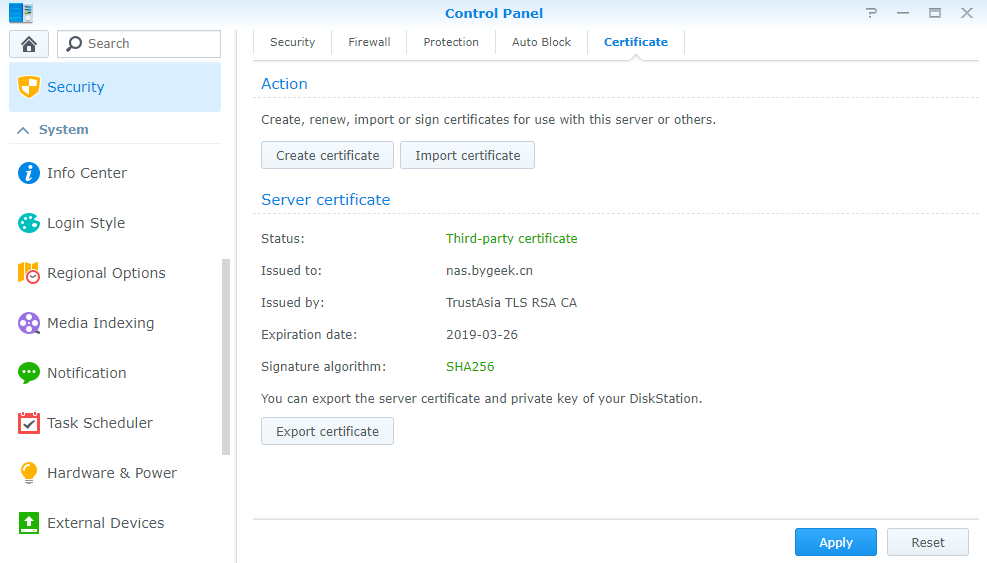 Control Panel
Search
Security
System
Info Center
Login Style
Regional Options
Media Indexing
Notification
Task Scheduler
Hardware & Power
External Devices
Security Firewall Protection Auto Block Certificate
Action
Create, renew, import or sign certificates for use with this server or others.
Create certificate Import certificate
Server certificate
Status: Third-party certificate
Issued to: nas.bygeek.cn
Issued by: TrustAsia TLS RSA CA
Expiration date: 2019-03-26
Signature algorithm: SHA256
You can export the server certificate and private key of your DiskStation.
Export certificate
Apply Reset